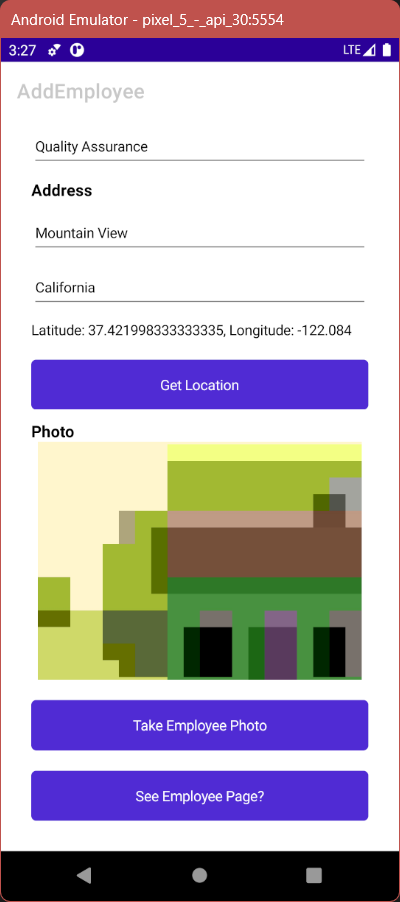 Android Emulator - pixel_5_-_api_30:5554
3:27 LTE
AddEmployee
Quality Assurance
Address
Mountain View
California
Latitude: 37.421998333333335, Longitude: -122.084
Get Location
Photo
Take Employee Photo
See Employee Page?